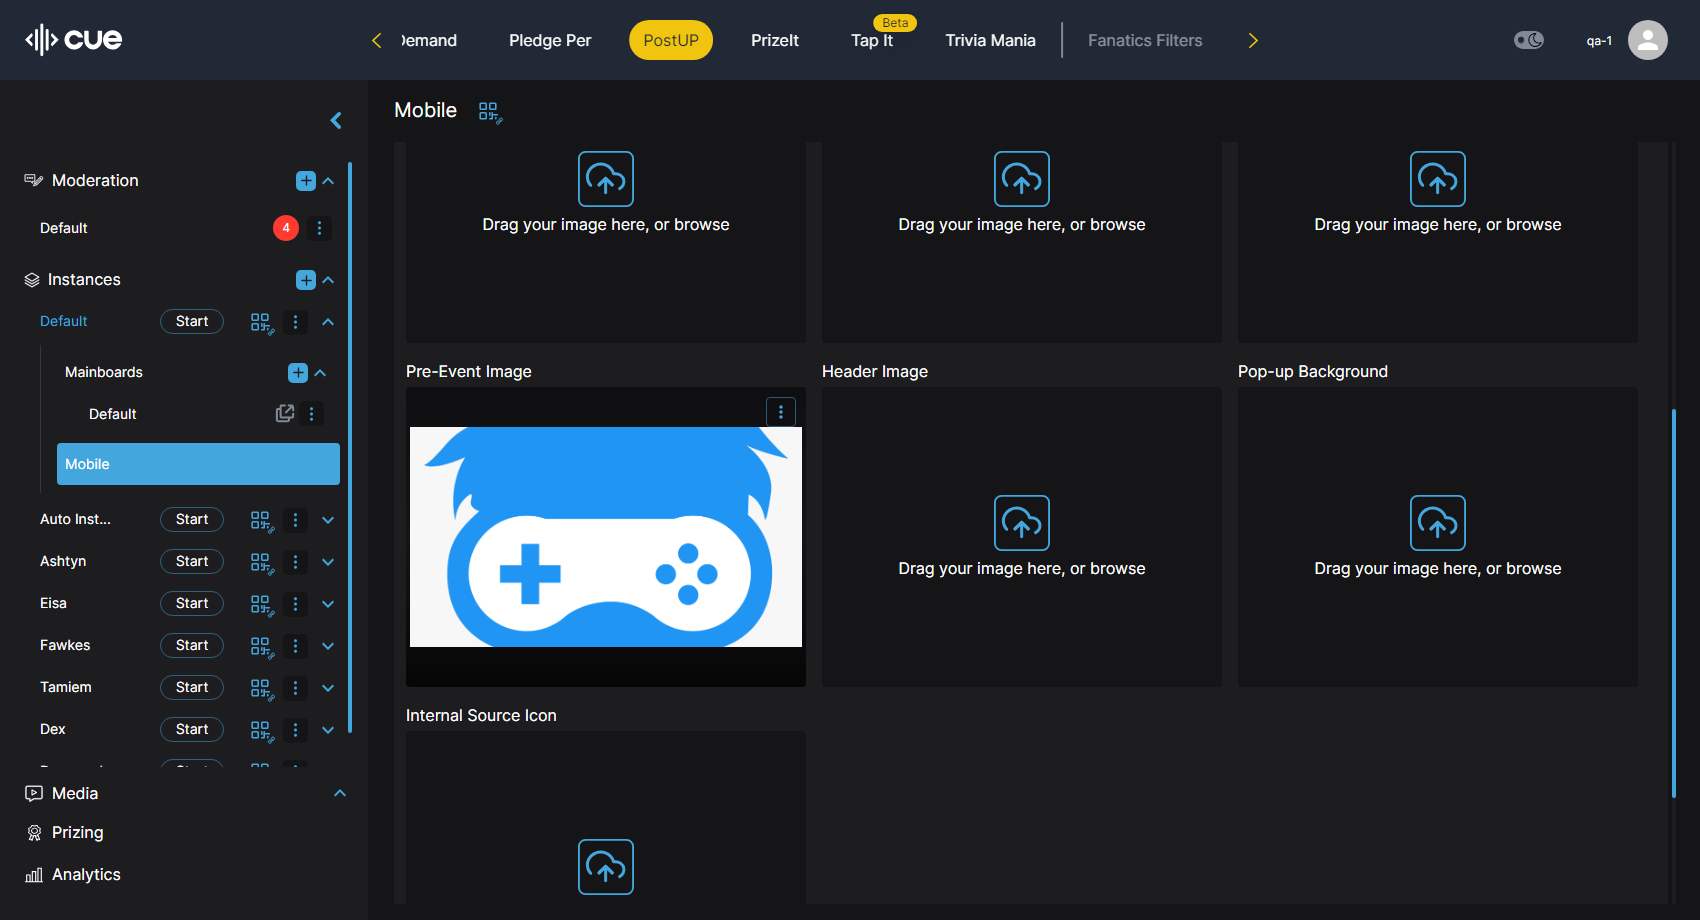 cue
Demand
Pledge Per
PostUP
PrizeIt
Beta
Tap It
Trivia Mania
Fanatics Filters
qa-1
Mobile
Moderation
Default
4
Instances
Default
Start
Mainboards
Default
Mobile
Auto Inst...
Start
Ashtyn
Start
Eisa
Start
Fawkes
Start
Tamiem
Start
Dex
Start
Media
Prizing
Analytics
Drag your image here, or browse
Drag your image here, or browse
Drag your image here, or browse
Pre-Event Image
Header Image
Pop-up Background
Drag your image here, or browse
Drag your image here, or browse
Internal Source Icon